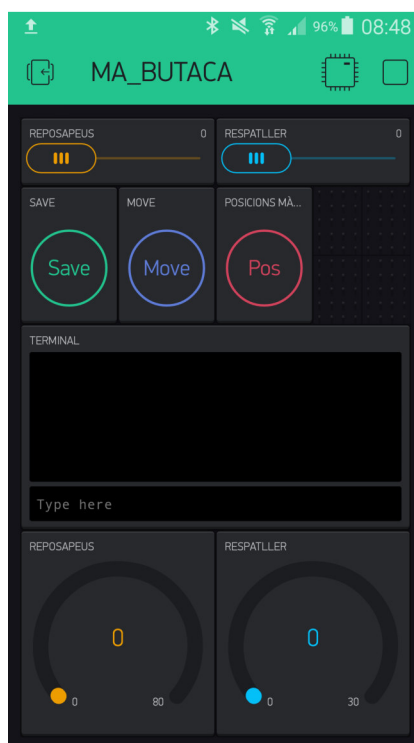 96% 08:48
MA_BUTACA
REPOSAPEUS 0 RESPATLLER 0
SAVE MOVE POSICIONS MÀ...
Save Move Pos
TERMINAL
Type here
REPOSAPEUS RESPATLLER
0 0
0 80 0 30